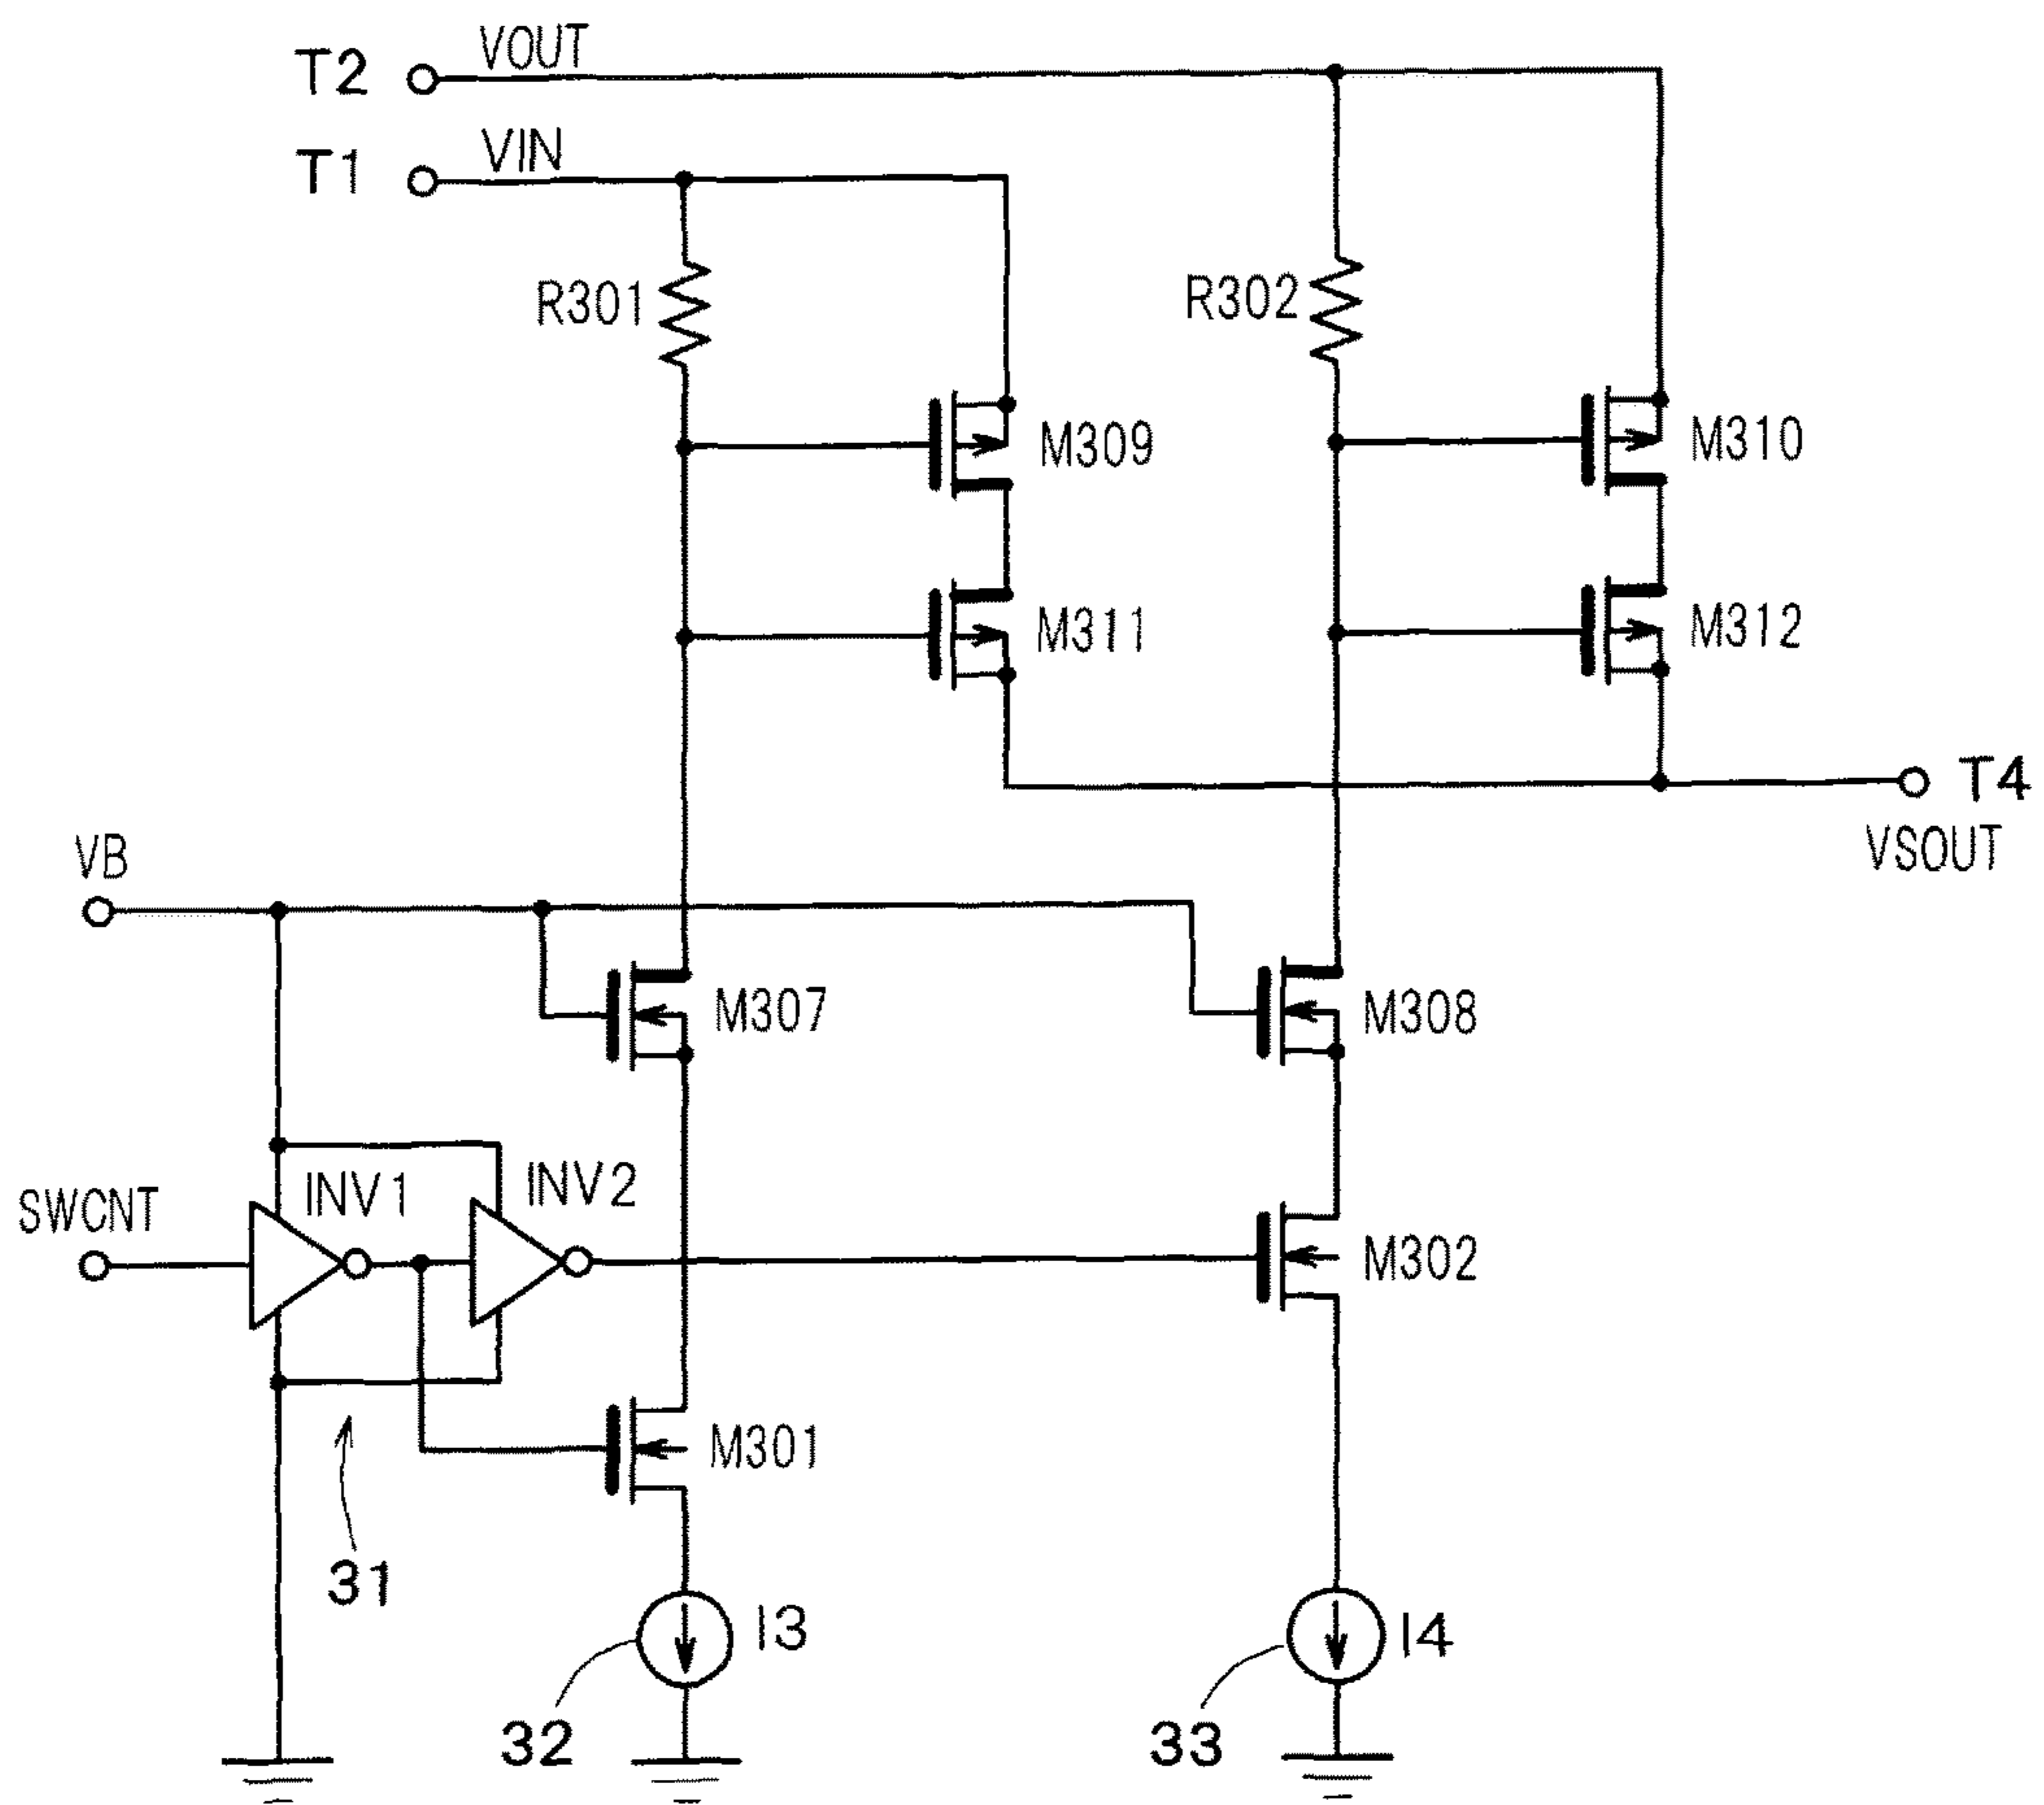 T2 VOUT
T1 VIN
R301
R302
M309
M310
M311
M312
T4
VSOUT
VB
M307
M308
SWCNT
INV1
INV2
M302
M301
31
I3
I4
32
33